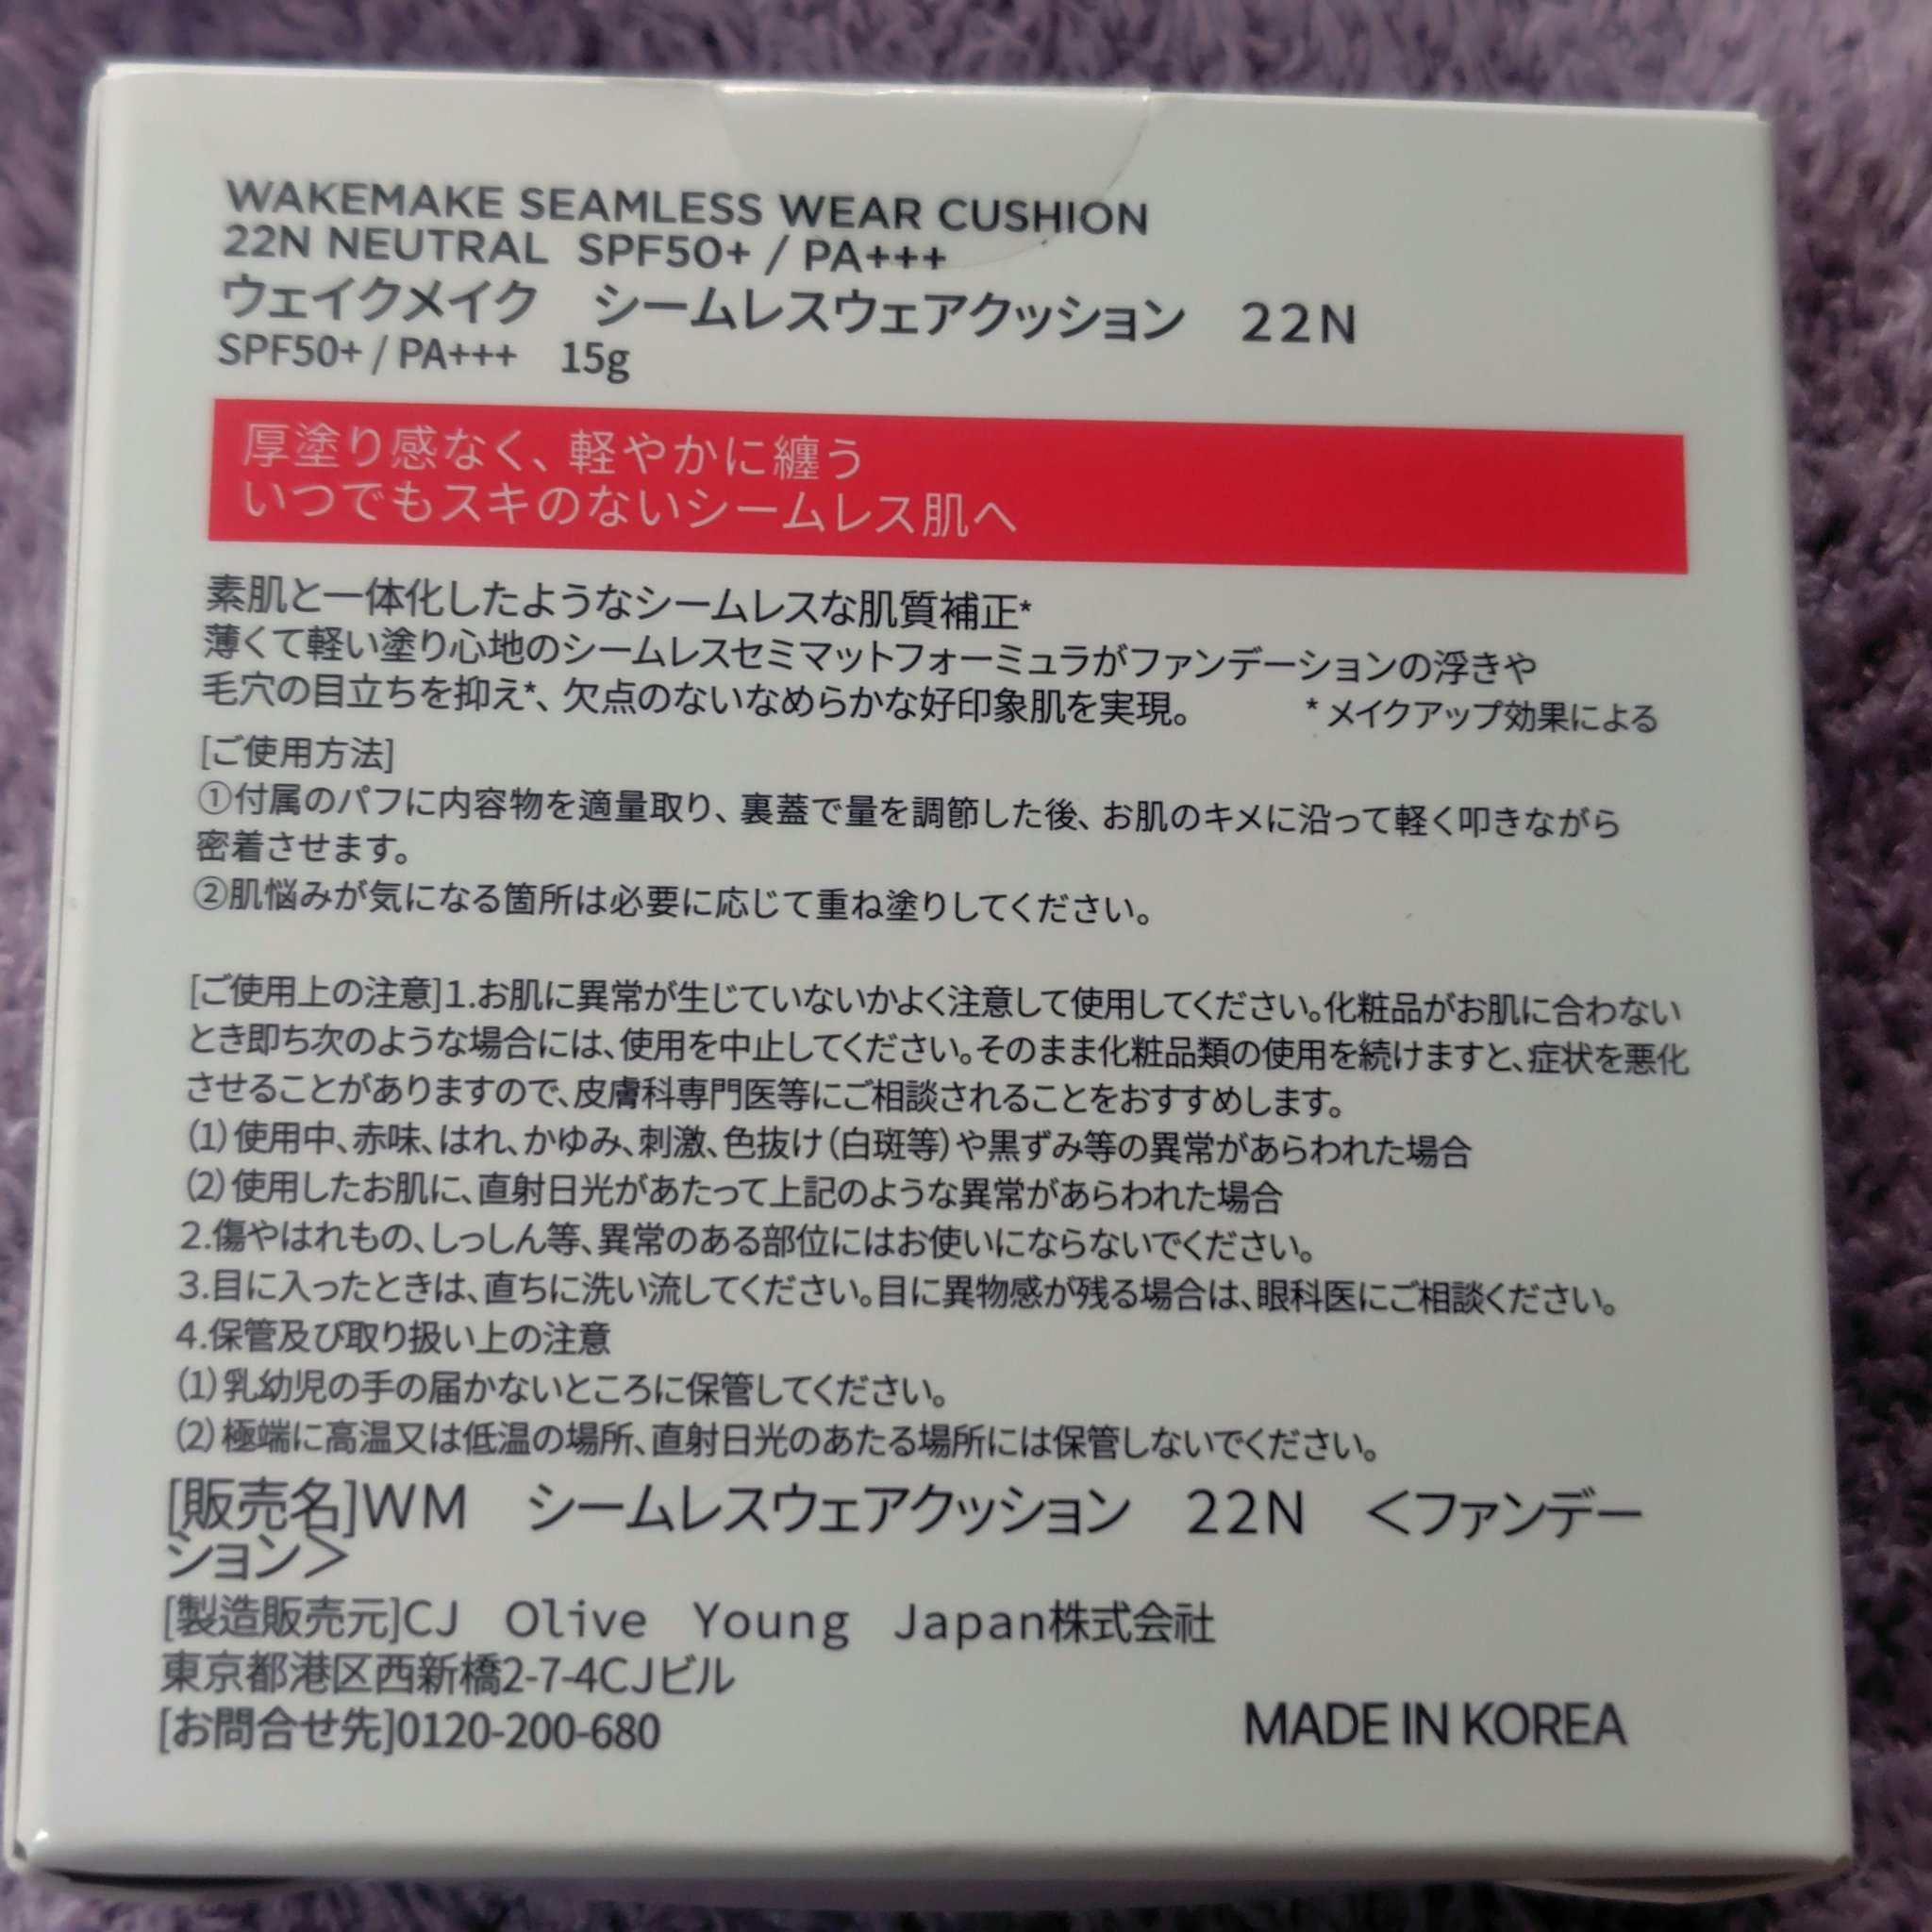 WAKEMAKE SEAMLESS WEAR CUSHION
22N NEUTRAL SPF50+ / PA+++
ウェイクメイク　シームレスウェアクッション　22N
SPF50+ / PA+++　15g
厚塗り感なく、軽やかに纏う
いつでもスキのないシームレス肌へ
素肌と一体化したようなシームレスな肌質補正*
薄くて軽い塗り心地のシームレスセミマットフォーミュラがファンデーションの浮きや
毛穴の目立ちを抑え*、欠点のないなめらかな好印象肌を実現。　*メイクアップ効果による
[ご使用方法]
①付属のパフに内容物を適量取り、裏蓋で量を調節した後、お肌のキメに沿って軽く叩きながら
密着させます。
②肌悩みが気になる箇所は必要に応じて重ね塗りしてください。
[ご使用上の注意]1.お肌に異常が生じていないかよく注意して使用してください。化粧品がお肌に合わない
とき即ち次のような場合には、使用を中止してください。そのまま化粧品類の使用を続けますと、症状を悪化
させることがありますので、皮膚科専門医等にご相談されることをおすすめします。
(1)使用中、赤味、はれ、かゆみ、刺激、色抜け(白斑等)や黒ずみ等の異常があらわれた場合
(2)使用したお肌に、直射日光があたって上記のような異常があらわれた場合
2.傷やはれもの、しっしん等、異常のある部位にはお使いにならないでください。
3.目に入ったときは、直ちに洗い流してください。目に異物感が残る場合は、眼科医にご相談ください。
4.保管及び取り扱い上の注意
(1)乳幼児の手の届かないところに保管してください。
(2)極端に高温又は低温の場所、直射日光のあたる場所には保管しないでください。
[販売名]WM　シームレスウェアクッション　22N　＜ファンデー
ション＞
[製造販売元]CJ　Olive　Young　Japan株式会社
東京都港区西新橋2-7-4CJビル
[お問合せ先]0120-200-680
MADE IN KOREA